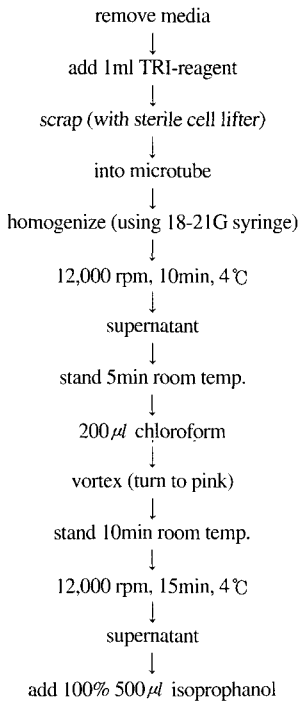 remove media
↓
add 1ml TRI-reagent
↓
scrap (with sterile cell lifter)
↓
into microtube
↓
homogenize (using 18-21G syringe)
↓
12,000 rpm, 10min, 4℃
↓
supernatant
↓
stand 5min room temp.
↓
200㎕ chloroform
↓
vortex (turn to pink)
↓
stand 10min room temp.
↓
12,000 rpm, 15min, 4℃
↓
supernatant
↓
add 100% 500㎕ isoprophanol